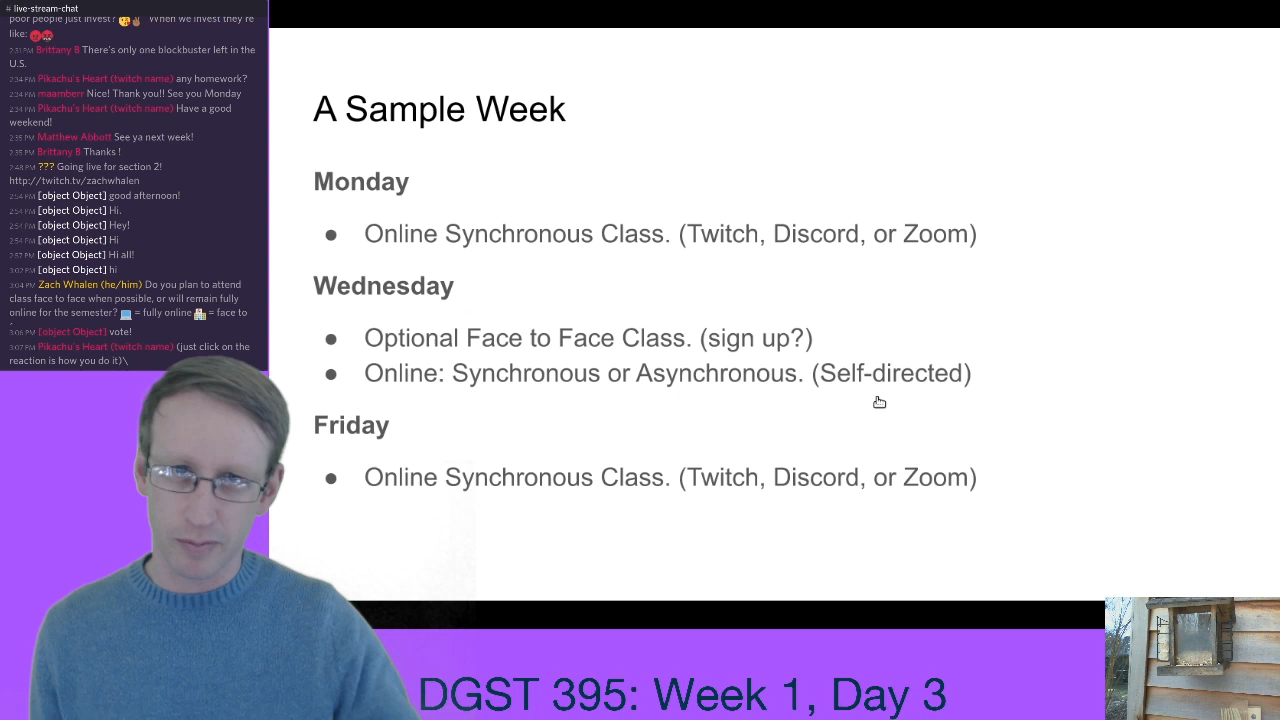 # live-stream-chat
poor people just invest? 😘✌🏽 When we invest they're
like: 😡🤬
2:31 PM Brittany B There's only one blockbuster left in the
U.S.
2:34 PM Pikachu's Heart (twitch name) any homework?
2:34 PM maamberr Nice! Thank you!! See you Monday
2:34 PM Pikachu's Heart (twitch name) Have a good
weekend!
2:35 PM Matthew Abbott See ya next week!
2:35 PM Brittany B Thanks !
2:48 PM ??? Going live for section 2!
http://twitch.tv/zachwhalen
2:54 PM [object Object] good afternoon!
2:54 PM [object Object] Hi.
2:54 PM [object Object] Hey!
2:54 PM [object Object] Hi
2:57 PM [object Object] Hi all!
3:02 PM [object Object] hi
3:04 PM Zach Whalen (he/him) Do you plan to attend
class face to face when possible, or will remain fully
online for the semester? 💻 = fully online 🏫 = face to
3:06 PM [object Object] vote!
3:07 PM Pikachu's Heart (twitch name) (just click on the
reaction is how you do it)\
A Sample Week
Monday
● Online Synchronous Class. (Twitch, Discord, or Zoom)
Wednesday
● Optional Face to Face Class. (sign up?)
● Online: Synchronous or Asynchronous. (Self-directed)
Friday
● Online Synchronous Class. (Twitch, Discord, or Zoom)
DGST 395: Week 1, Day 3